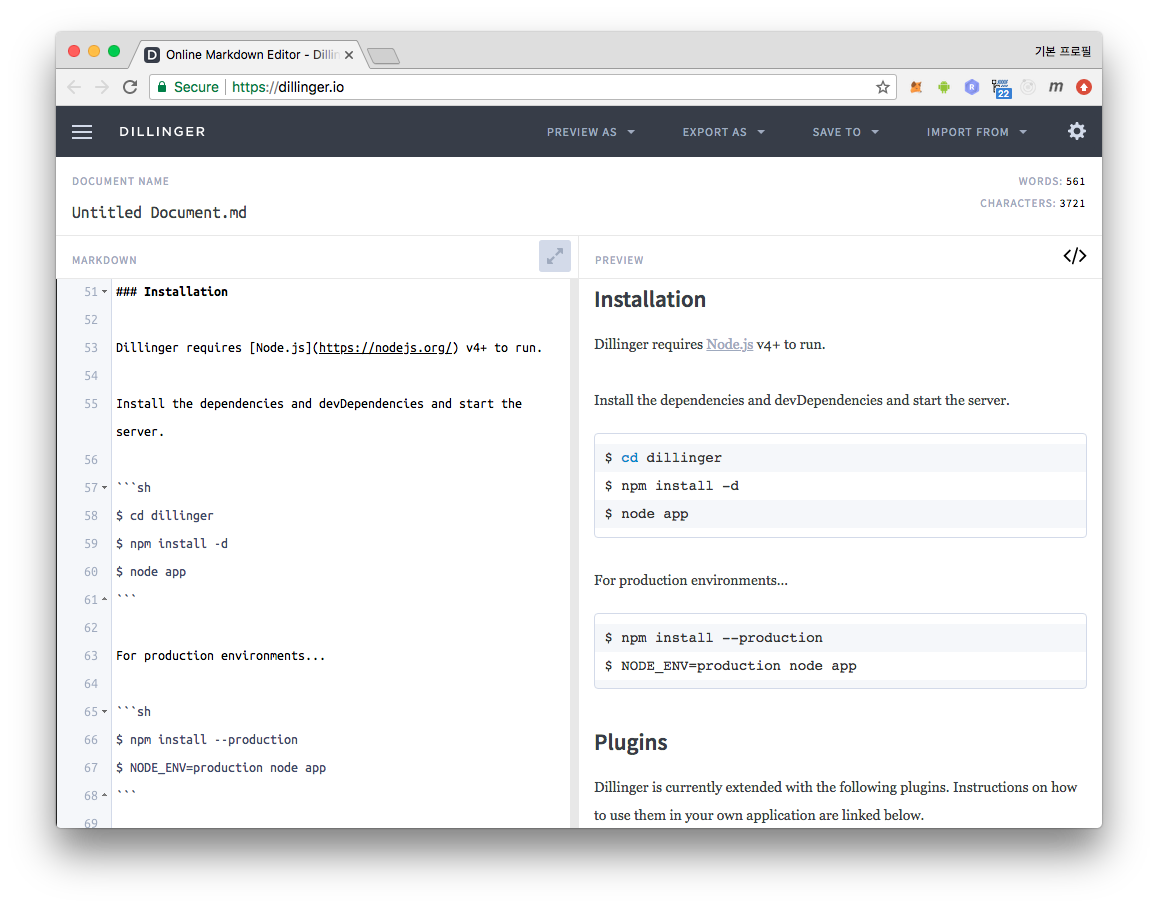 Online Markdown Editor - Dillin
기본 프로필
Secure https://dillinger.io
22
DILLINGER PREVIEW AS EXPORT AS SAVE TO IMPORT FROM
DOCUMENT NAME
WORDS: 561
Untitled Document.md
CHARACTERS: 3721
MARKDOWN
51 ### Installation
52
53 Dillinger requires [Node.js](https://nodejs.org/) v4+ to run.
54
55 Install the dependencies and devDependencies and start the
server.
56
57 ```sh
58 $ cd dillinger
59 $ npm install -d
60 $ node app
61 ```
62
63 For production environments...
64
65 ```sh
66 $ npm install --production
67 $ NODE_ENV=production node app
68 ```
69
PREVIEW </>
Installation
Dillinger requires Node.js v4+ to run.
Install the dependencies and devDependencies and start the server.
$ cd dillinger
$ npm install -d
$ node app
For production environments...
$ npm install --production
$ NODE_ENV=production node app
Plugins
Dillinger is currently extended with the following plugins. Instructions on how
to use them in your own application are linked below.